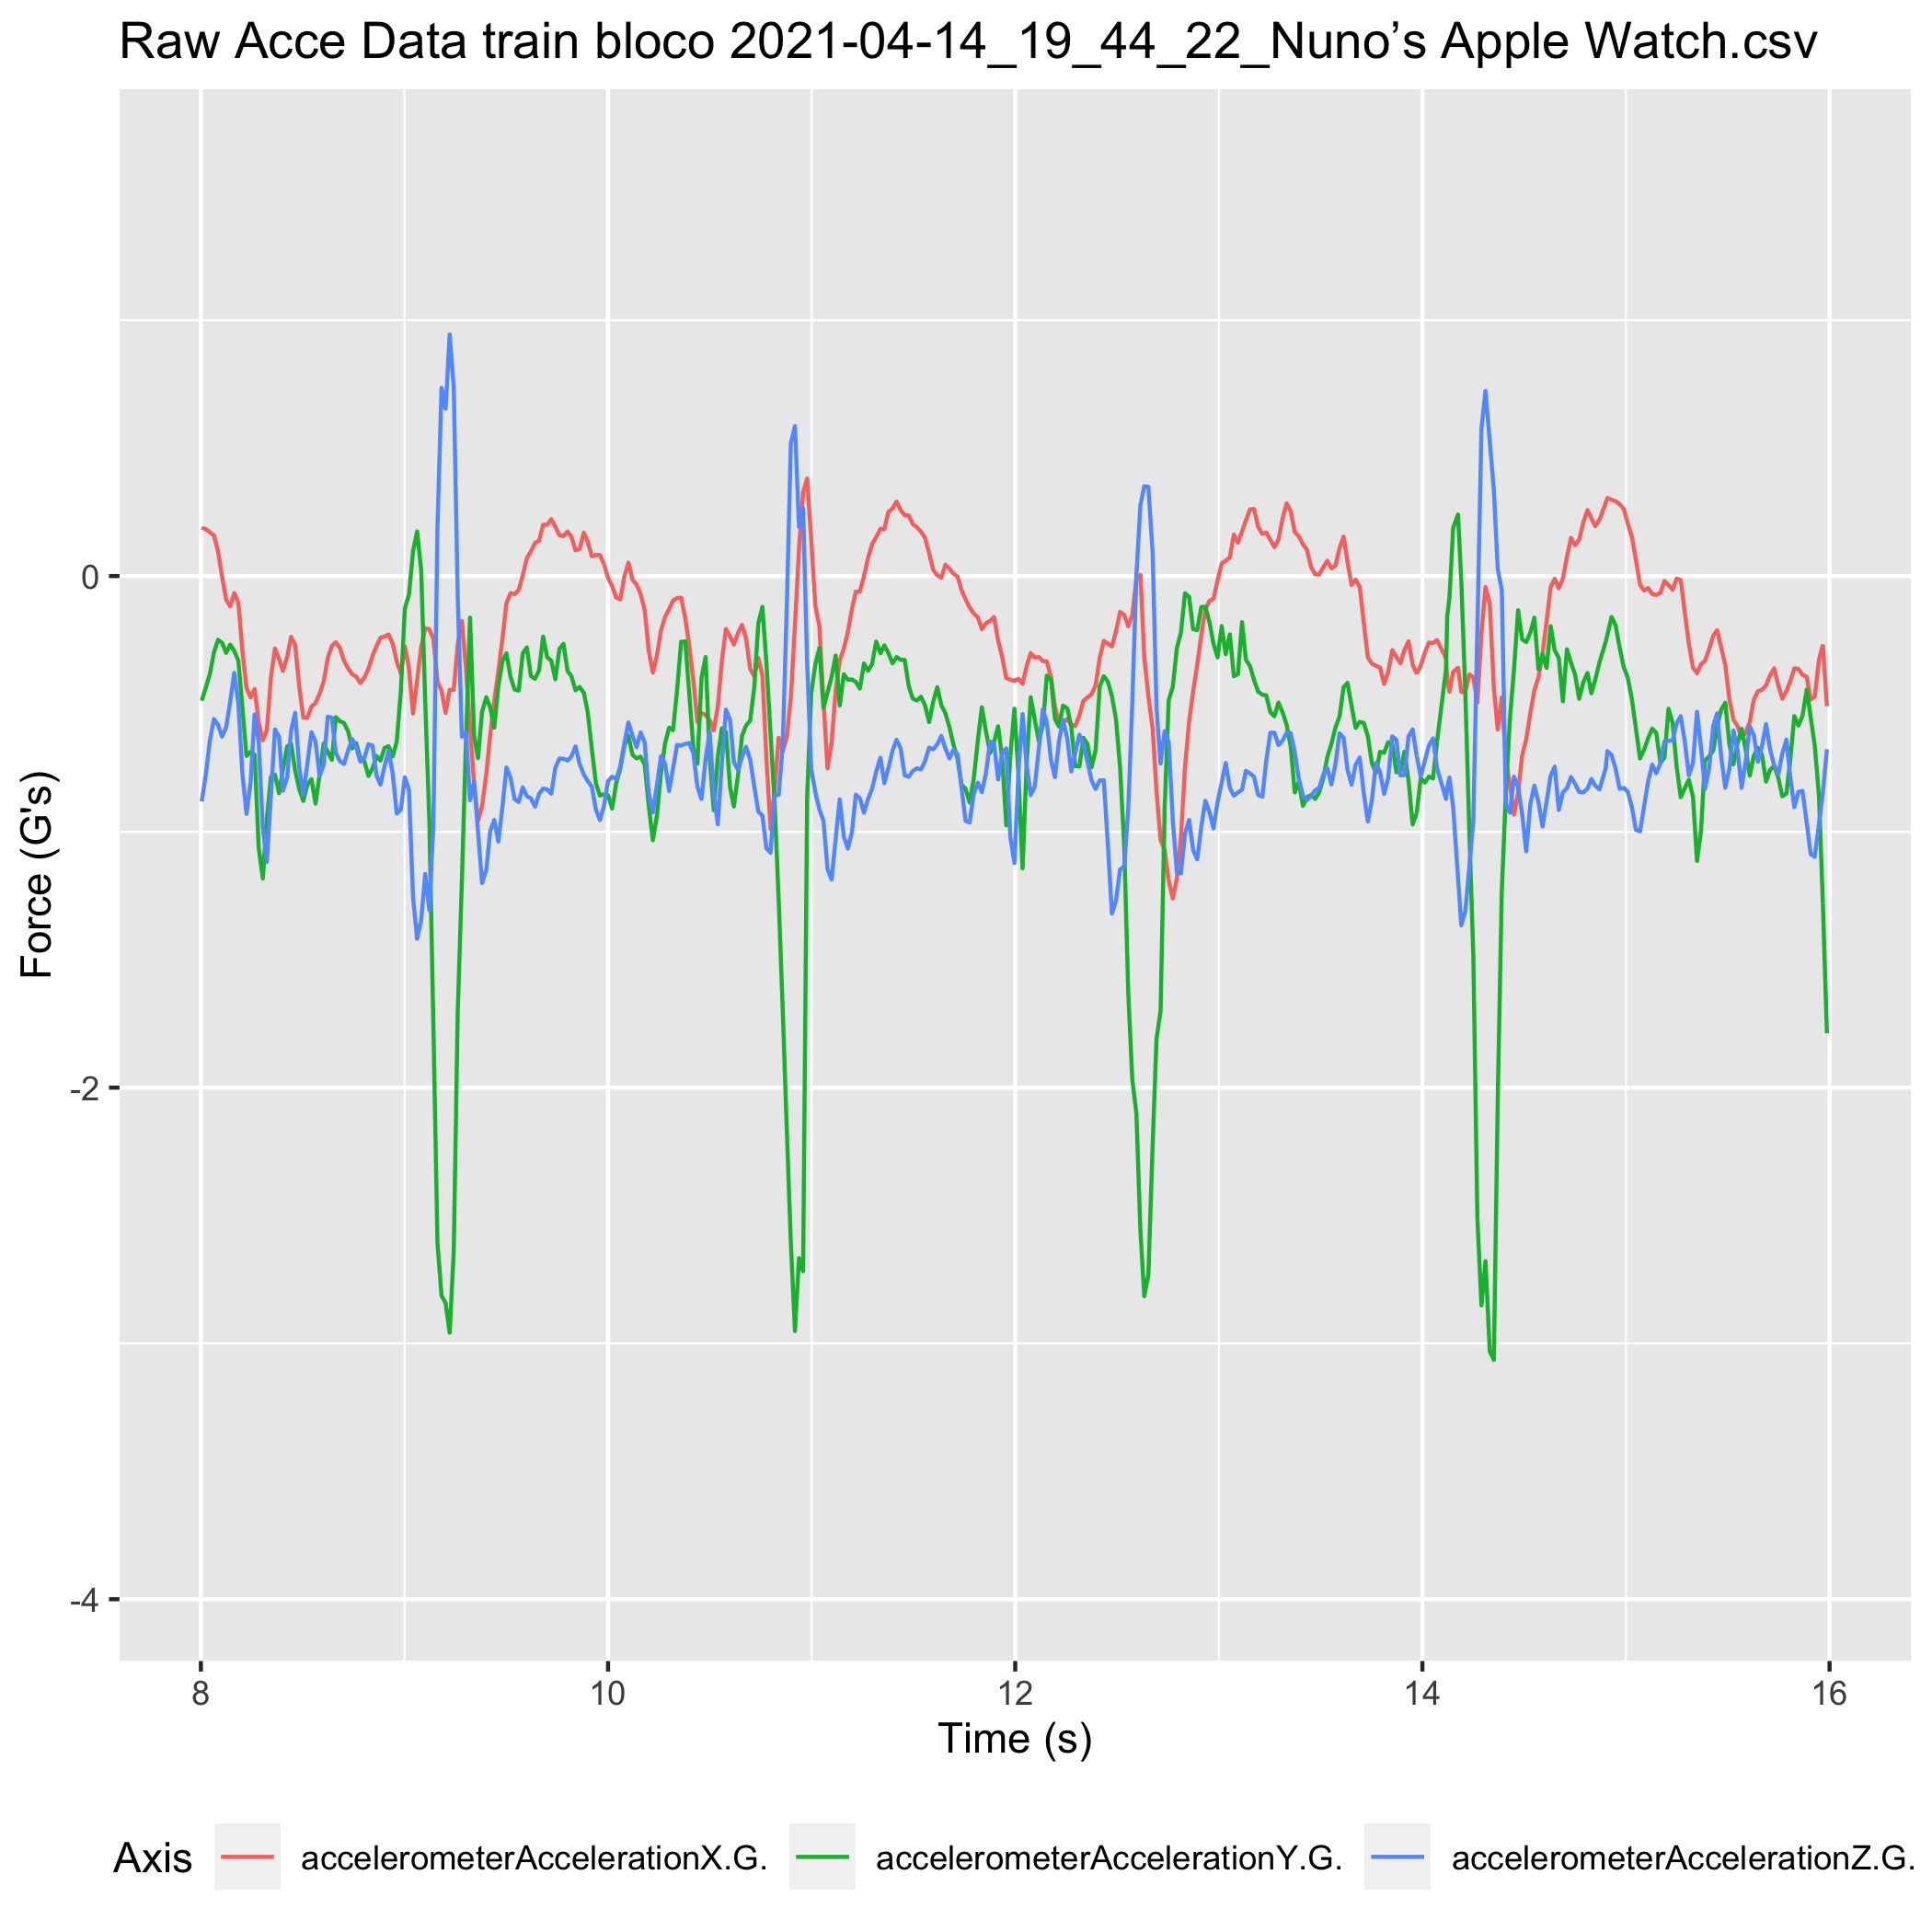 Raw Acce Data train bloco 2021-04-14_19_44_22_Nuno’s Apple Watch.csv
Force (G's)
0
-2
-4
8 10 12 14 16
Time (s)
Axis accelerometerAccelerationX.G. accelerometerAccelerationY.G. accelerometerAccelerationZ.G.